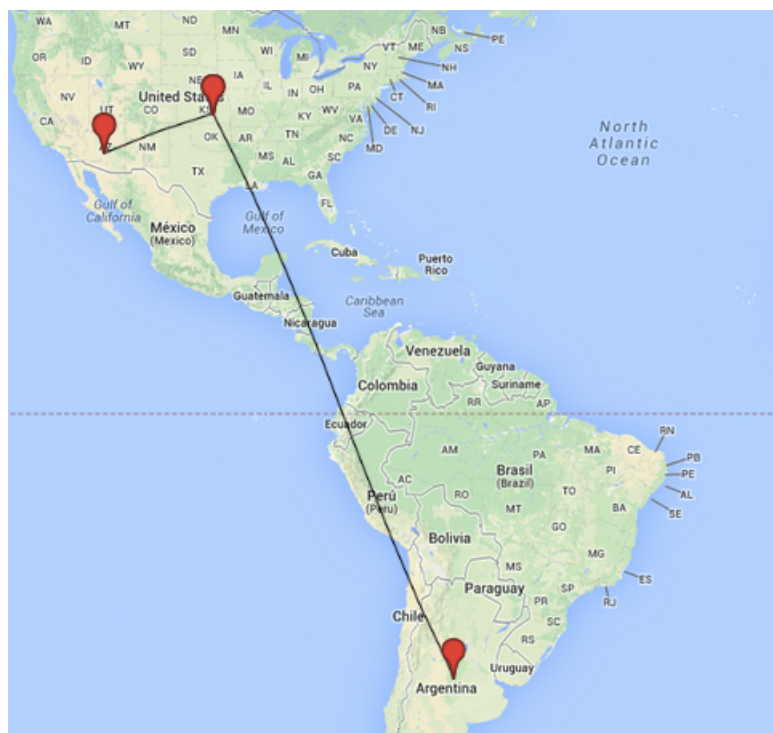 WA
MT
ND
MN
NB
PE
OR
ID
SD
WI
MI
VT
ME
NS
WY
NY
NH
NE
IA
PA
MA
NV
UT
CO
United States
IL
IN
OH
CT
RI
CA
KS
MO
KY
WV
VA
DE
NJ
MD
AZ
NM
OK
AR
TN
NC
North
Atlantic
Ocean
TX
MS
AL
SC
GA
LA
FL
Gulf of
California
Gulf of
Mexico
México
(Mexico)
Cuba
Puerto
Rico
Guatemala
Caribbean
Sea
Nicaragua
Venezuela
Guyana
Suriname
Colombia
RR
AP
Ecuador
RN
AM
PA
MA
CE
PB
PE
AC
Perú
(Peru)
RO
Brasil
(Brazil)
TO
PI
AL
MT
BA
SE
Bolivia
GO
MG
MS
ES
Paraguay
SP
RJ
PR
Chile
SC
RS
Uruguay
Argentina